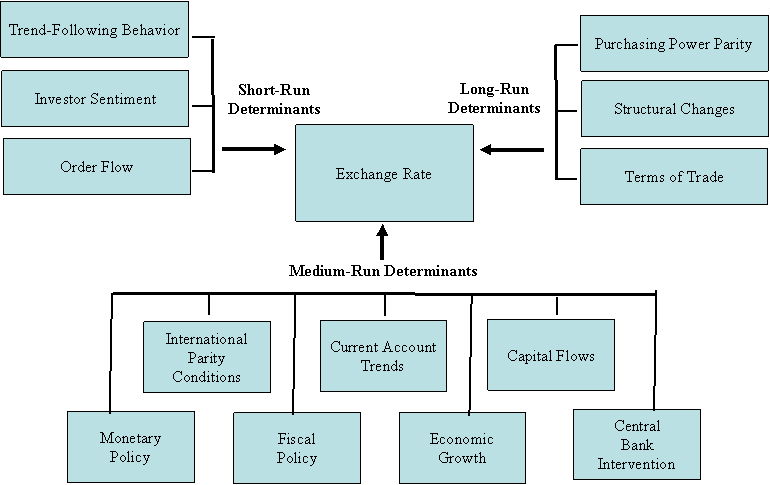 Trend-Following Behavior
Investor Sentiment
Order Flow
Short-Run
Determinants
Long-Run
Determinants
Purchasing Power Parity
Structural Changes
Terms of Trade
Exchange Rate
Medium-Run Determinants
International
Parity
Conditions
Current Account
Trends
Capital Flows
Monetary
Policy
Fiscal
Policy
Economic
Growth
Central
Bank
Intervention